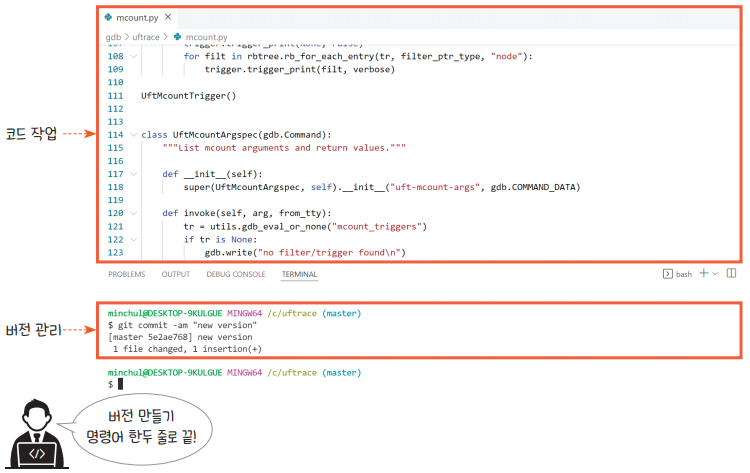 mcount.py ×
gdb > uftrace > mcount.py
107 trigger.trigger_print(None, False)
108 for filt in rbtree.rb_for_each_entry(tr, filter_ptr_type, "node"):
109 trigger.trigger_print(filt, verbose)
110
111 UftMcountTrigger()
112
113
코드 작업
114 class UftMcountArgspec(gdb.Command):
115 """List mcount arguments and return values."""
116
117 def __init__(self):
118 super(UftMcountArgspec, self).__init__("uft-mcount-args", gdb.COMMAND_DATA)
119
120 def invoke(self, arg, from_tty):
121 tr = utils.gdb_eval_or_none("mcount_triggers")
122 if tr is None:
123 gdb.write("no filter/trigger found\n")
PROBLEMS OUTPUT DEBUG CONSOLE TERMINAL bash
minchul@DESKTOP-9KULGUE MINGW64 /c/uftrace (master)
버전 관리
$ git commit -am "new version"
[master 5e2ae768] new version
1 file changed, 1 insertion(+)
minchul@DESKTOP-9KULGUE MINGW64 /c/uftrace (master)
$
버전 만들기
명령어 한두 줄로 끝!
</>